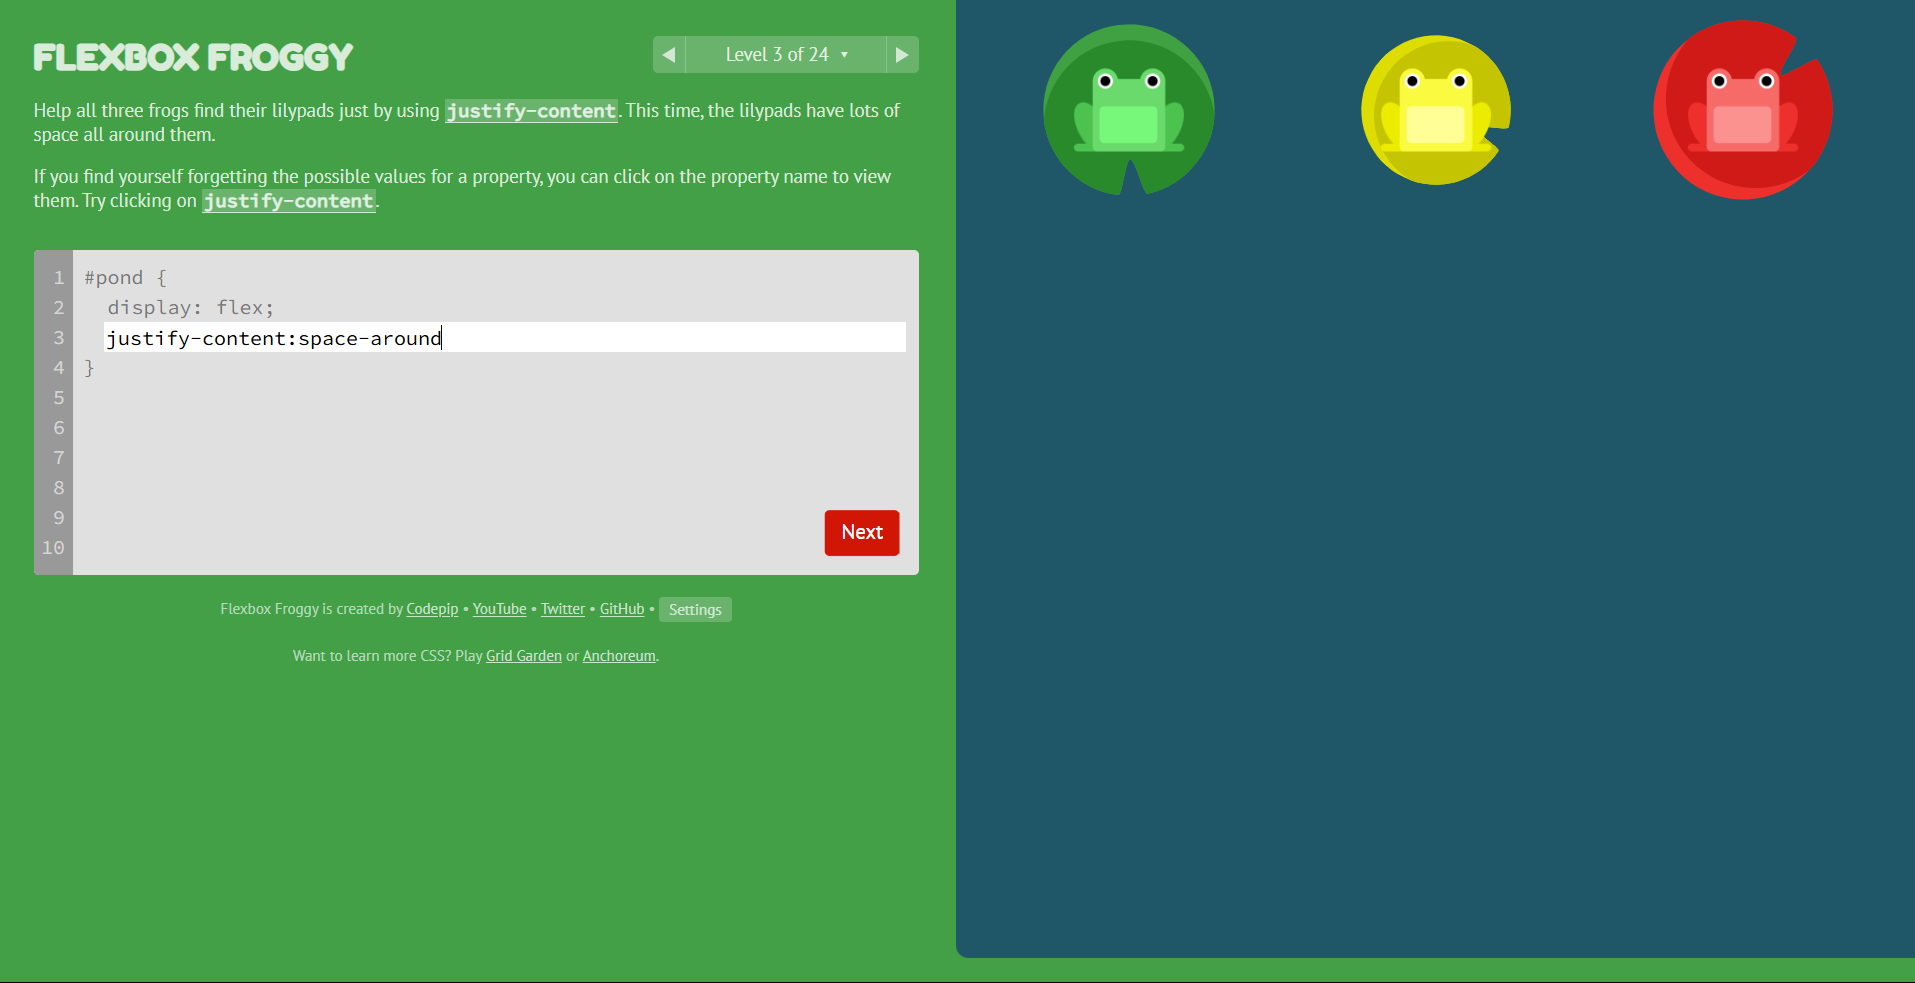 FLEXBOX FROGGY
◀ Level 3 of 24 ▾ ▶
Help all three frogs find their lilypads just by using justify-content. This time, the lilypads have lots of
space all around them.
If you find yourself forgetting the possible values for a property, you can click on the property name to view
them. Try clicking on justify-content.
1 #pond {
2 display: flex;
3 justify-content:space-around
4 }
5
6
7
8
9
10
Next
Flexbox Froggy is created by Codepip • YouTube • Twitter • GitHub • Settings
Want to learn more CSS? Play Grid Garden or Anchoreum.